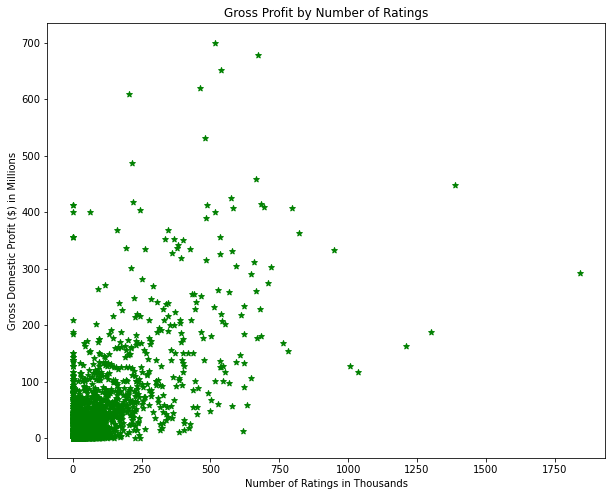 Gross Profit by Number of Ratings
Gross Domestic Profit ($) in Millions
700
600
500
400
300
200
100
0
0 250 500 750 1000 1250 1500 1750
Number of Ratings in Thousands